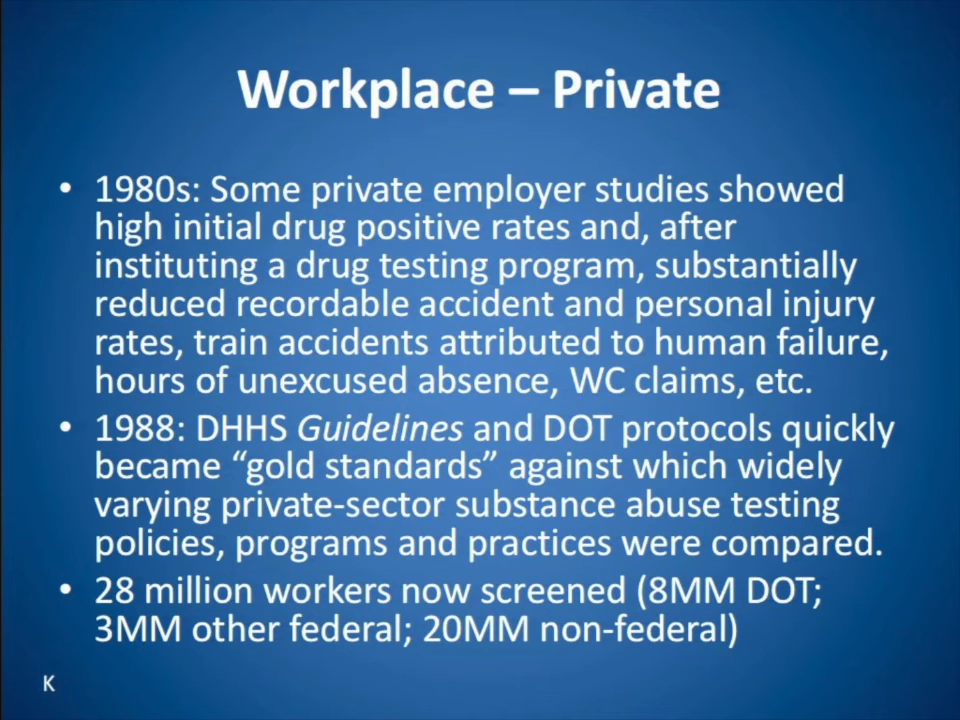 Workplace – Private
• 1980s: Some private employer studies showed
high initial drug positive rates and, after
instituting a drug testing program, substantially
reduced recordable accident and personal injury
rates, train accidents attributed to human failure,
hours of unexcused absence, WC claims, etc.
• 1988: DHHS Guidelines and DOT protocols quickly
became “gold standards” against which widely
varying private-sector substance abuse testing
policies, programs and practices were compared.
• 28 million workers now screened (8MM DOT;
3MM other federal; 20MM non-federal)
K